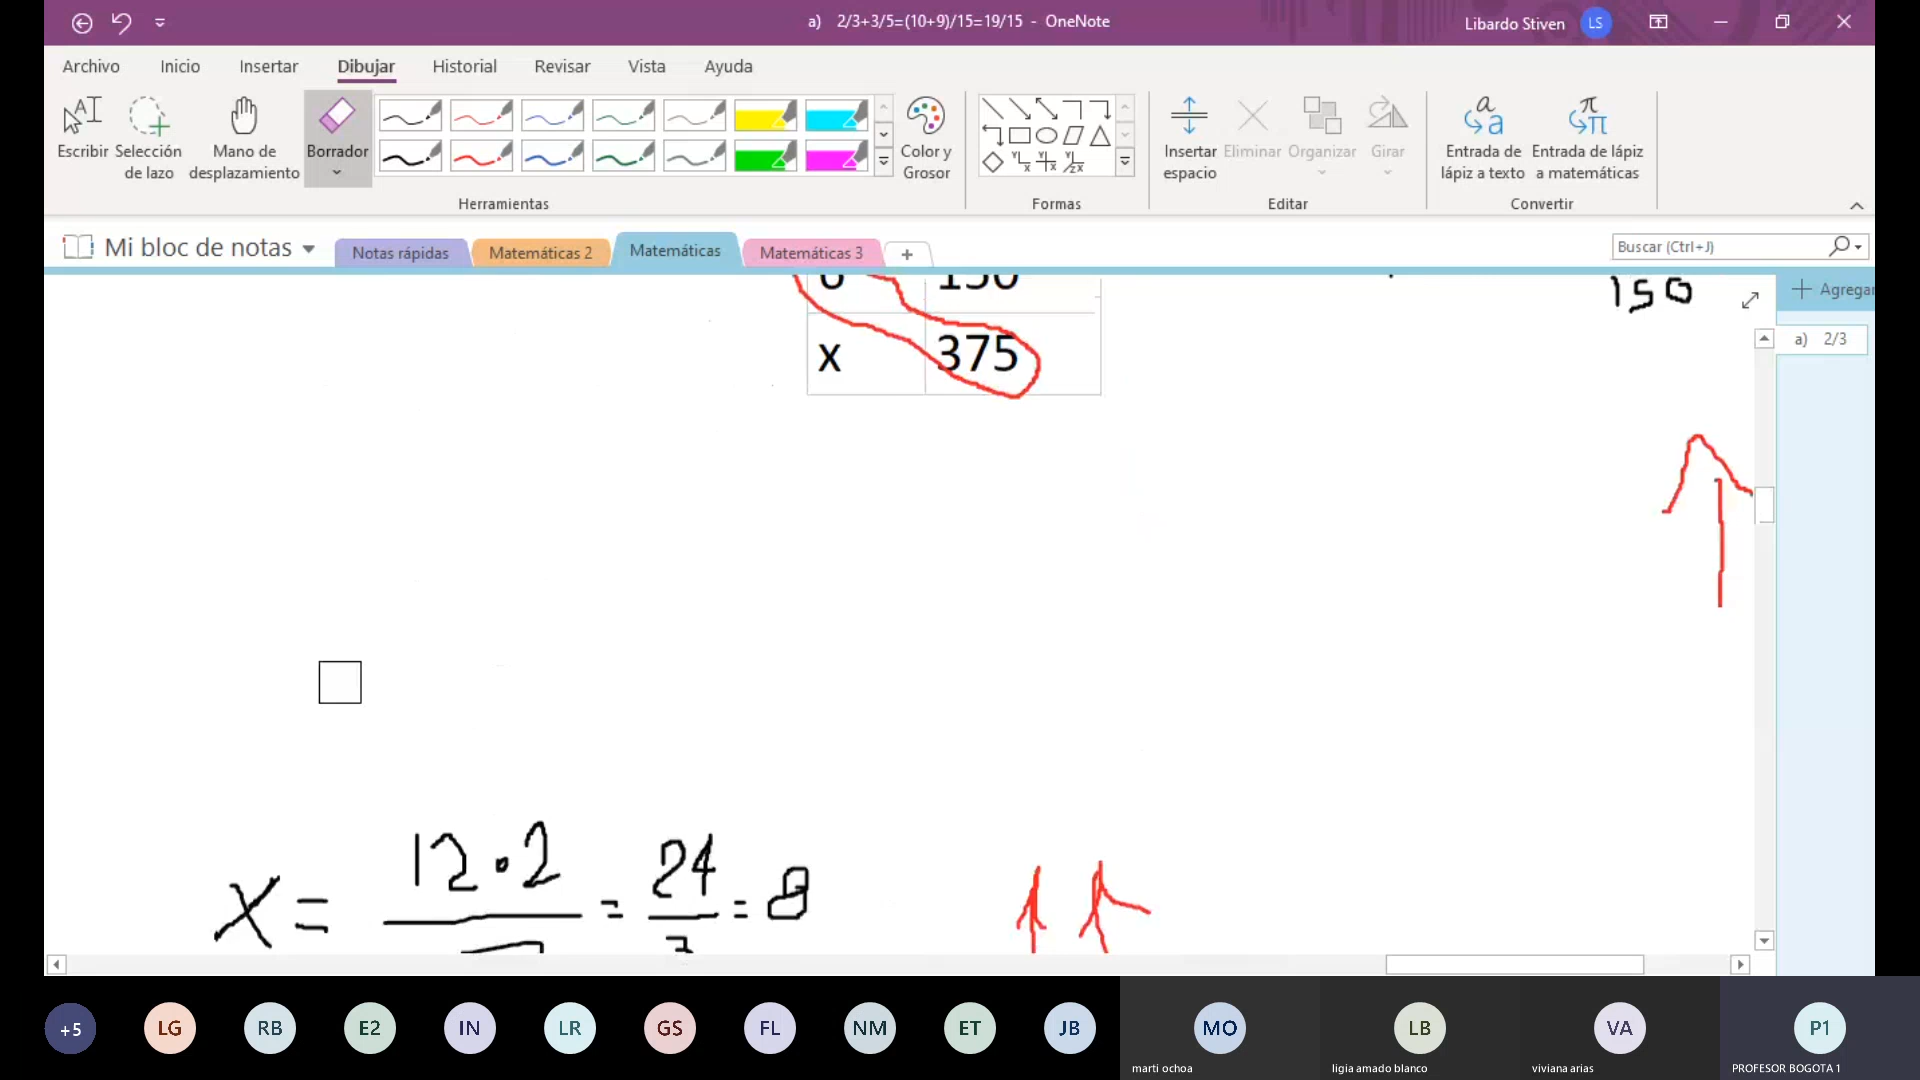 a) 2/3+3/5=(10+9)/15=19/15 - OneNote
Libardo Stiven LS
Archivo Inicio Insertar Dibujar Historial Revisar Vista Ayuda
Escribir
Selección de lazo
Mano de desplazamiento
Borrador
Color y Grosor
Insertar espacio
Eliminar
Organizar
Girar
Entrada de lápiz a texto
Entrada de lápiz a matemáticas
Herramientas Formas Editar Convertir
Mi bloc de notas
Notas rápidas Matemáticas 2 Matemáticas Matemáticas 3 +
Buscar (Ctrl+J)
150
Agregar
6 150
x 375
a) 2/3
12 · 2 24
x = = = 8
3
+5 LG RB E2 IN LR GS FL NM ET JB MO LB VA P1
marti ochoa ligia amado blanco viviana arias PROFESOR BOGOTA 1